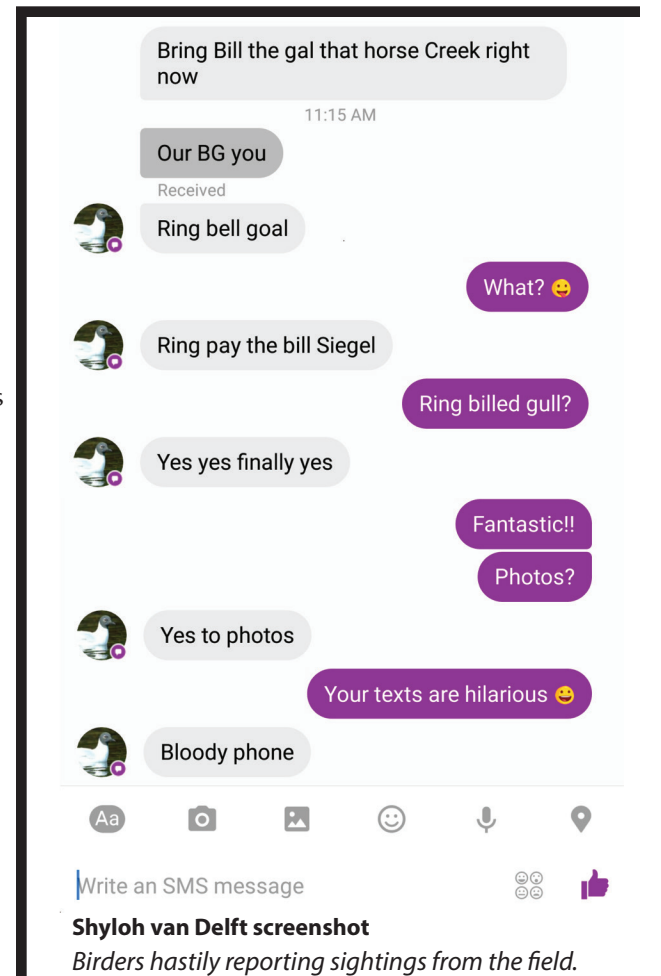 Bring Bill the gal that horse Creek right
now
11:15 AM
Our BG you
Received
Ring bell goal
What? 😜
Ring pay the bill Siegel
Ring billed gull?
Yes yes finally yes
Fantastic!!
Photos?
Yes to photos
Your texts are hilarious 😀
Bloody phone
Aa
Write an SMS message
Shyloh van Delft screenshot
Birders hastily reporting sightings from the field.
s